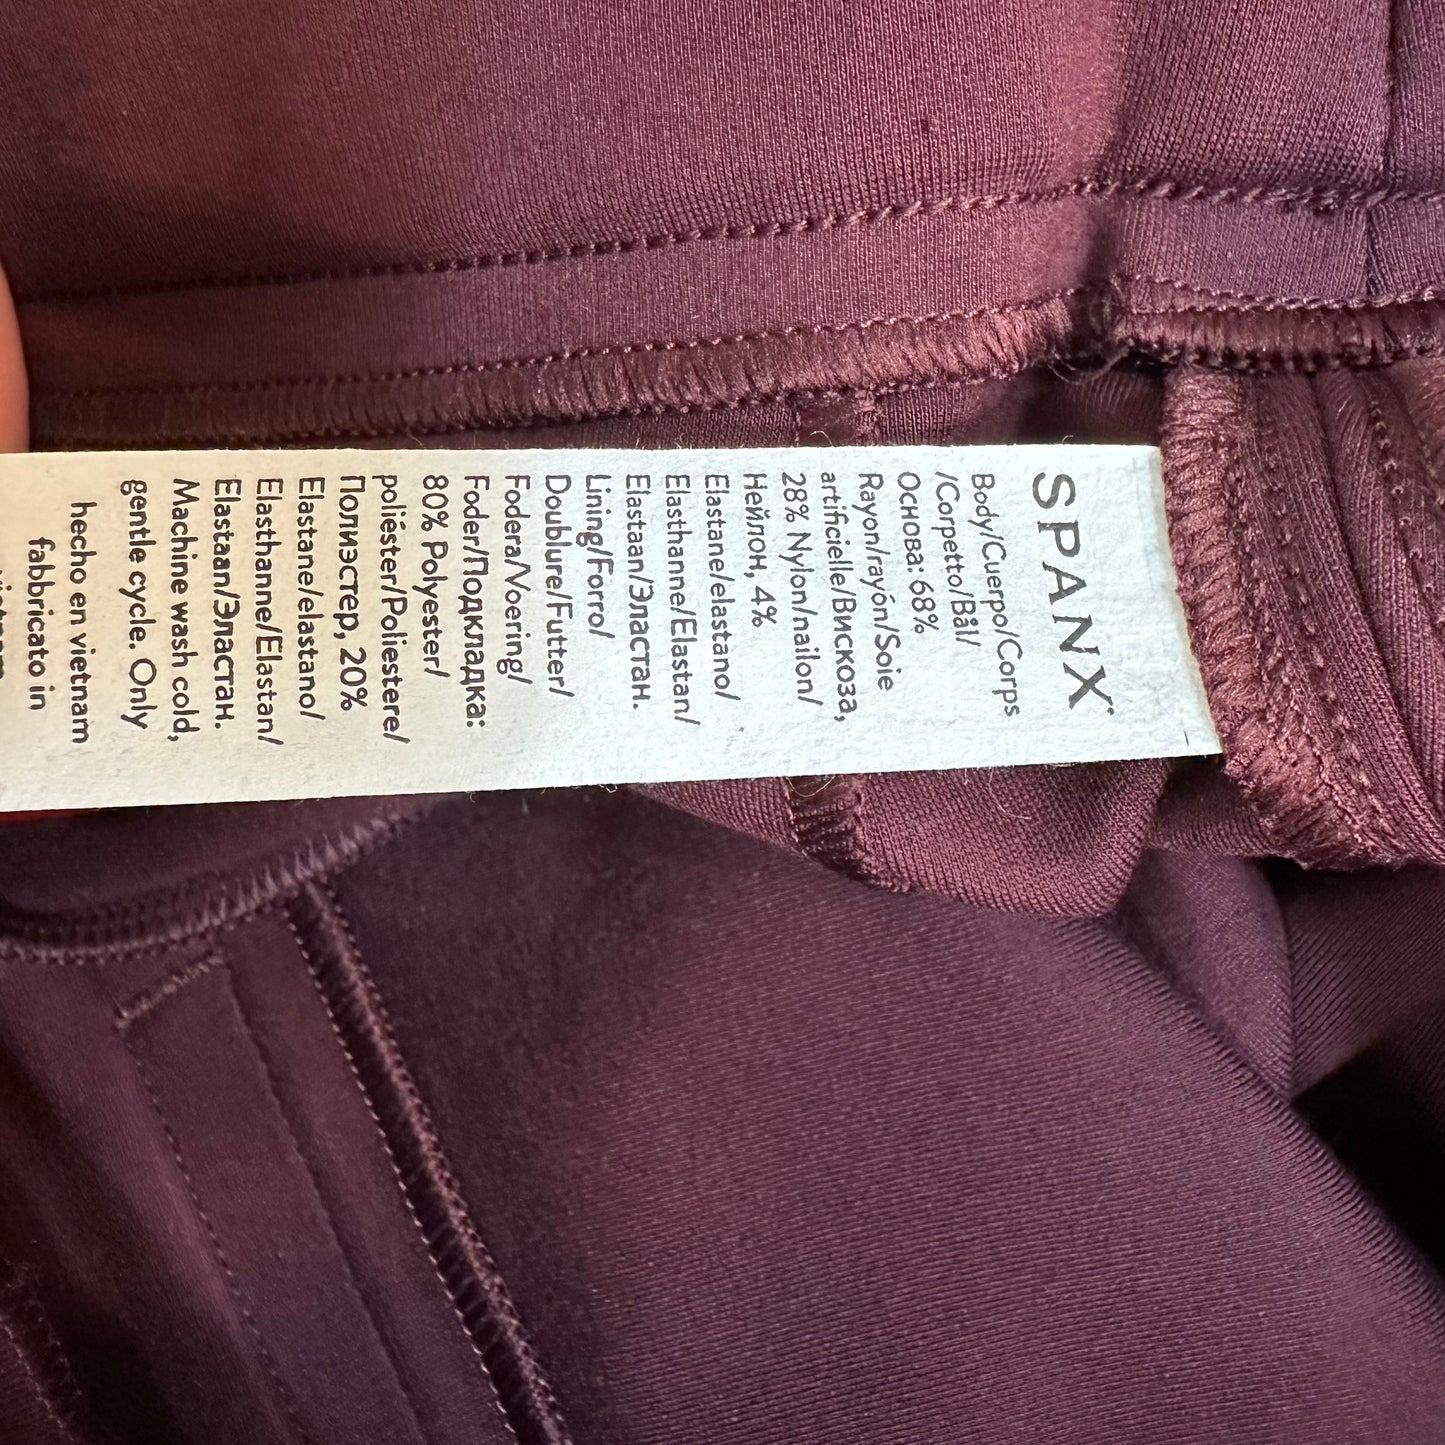 SPANX®
Body/Cuerpo/Corps
/Corpetto/Bål/
Основа: 68%
Rayon/rayón/Soie
artificielle/Вискоза,
28% Nylon/nailon/
Нейлон, 4%
Elastane/elastano/
Elasthanne/Elastan/
Elastaan/Эластан.
Lining/Forro/
Doublure/Futter/
Fodera/Voering/
Foder/Подкладка:
80% Polyester/
poliéster/Poliestere/
Полиэстер, 20%
Elastane/elastano/
Elasthanne/Elastan/
Elastaan/Эластан.
Machine wash cold,
gentle cycle. Only
hecho en vietnam
fabbricato in